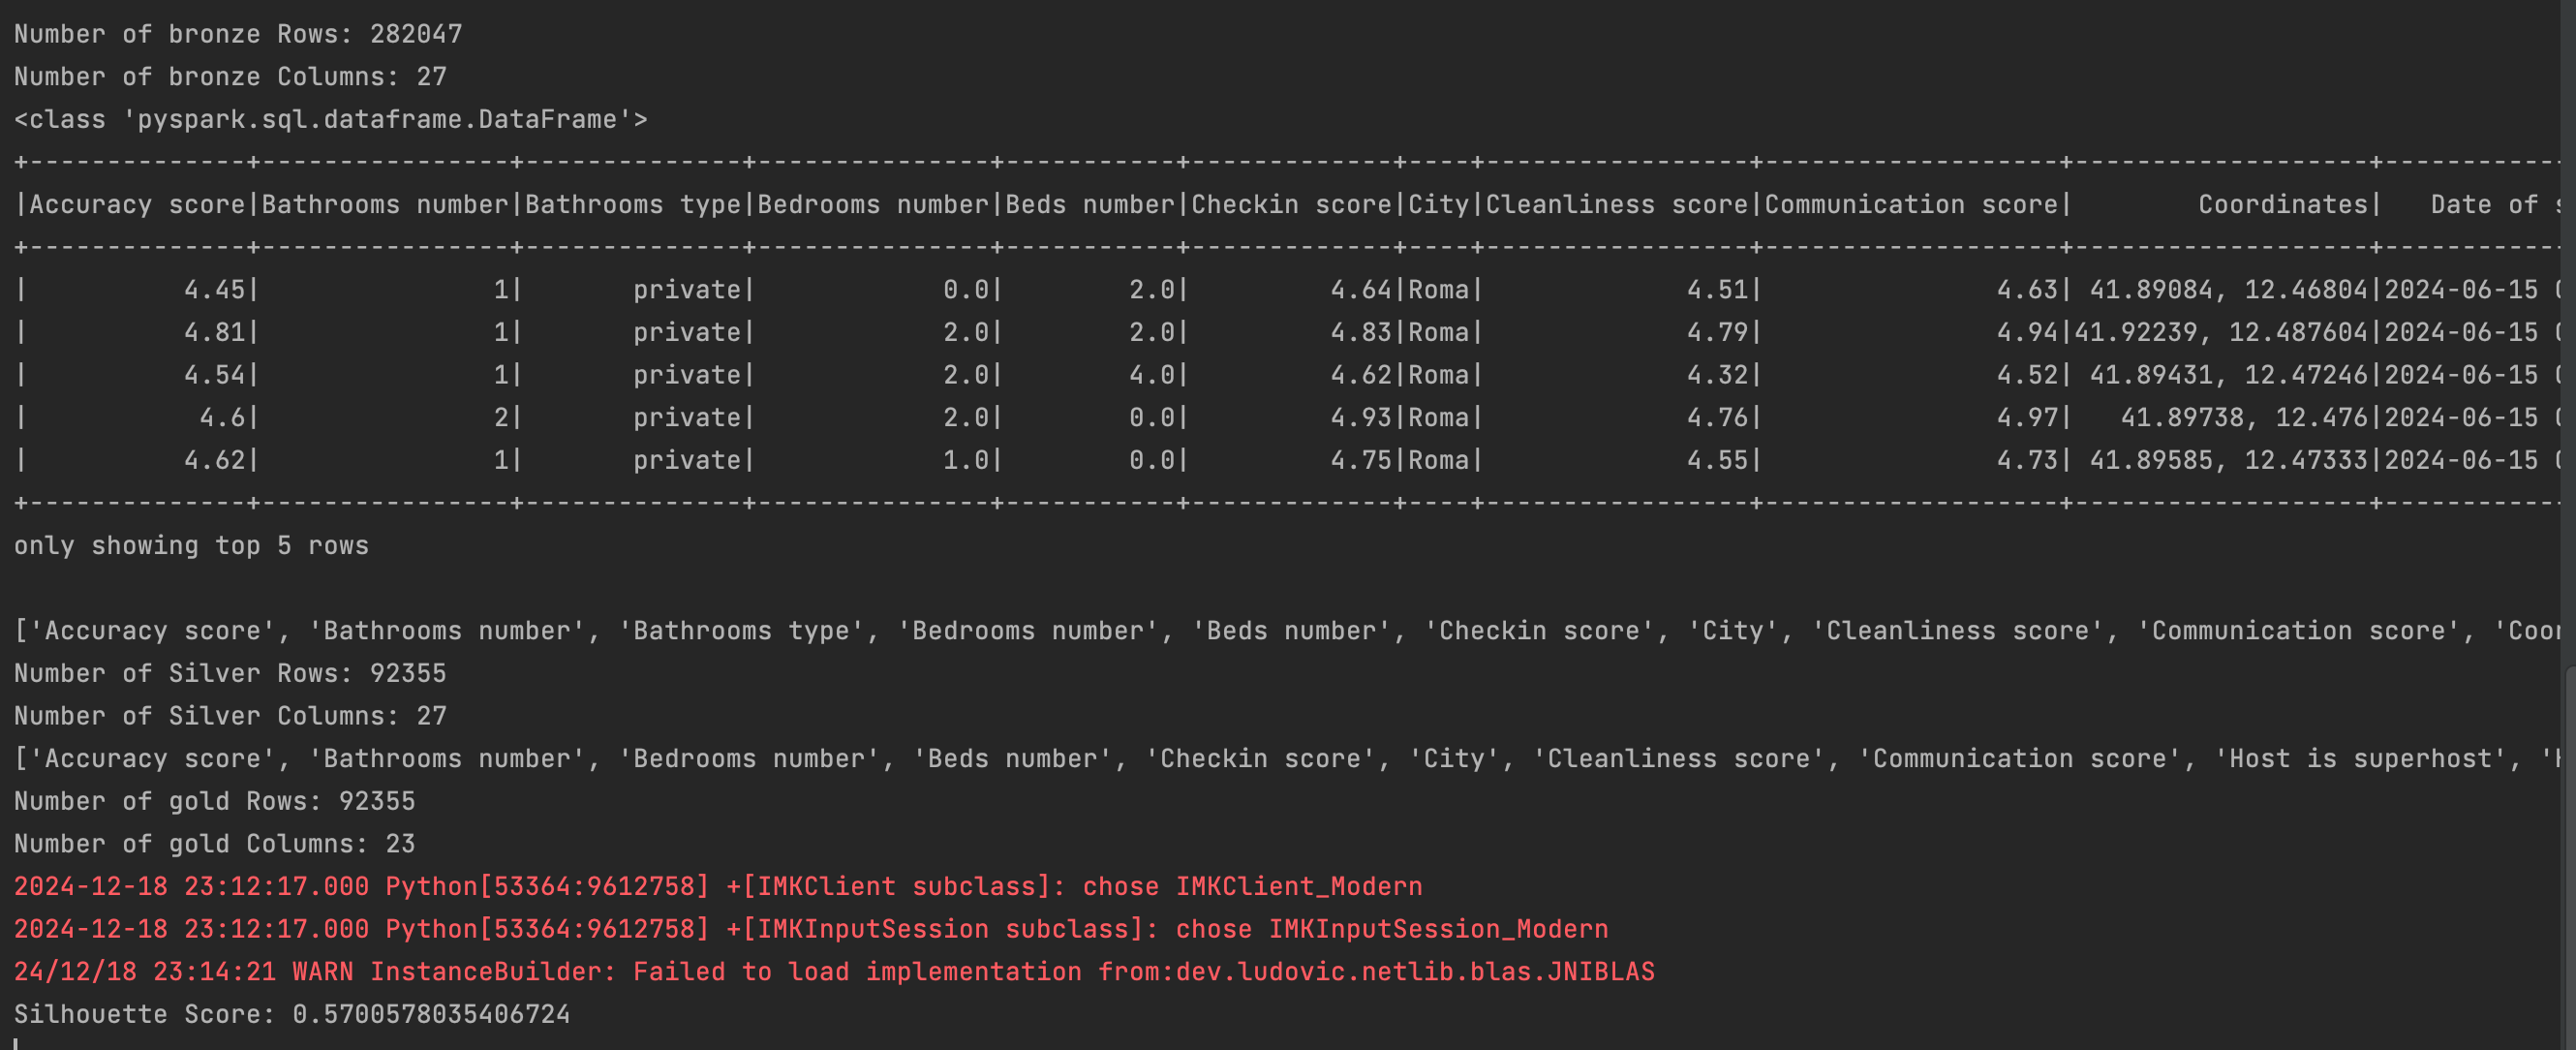 Number of bronze Rows: 282047
Number of bronze Columns: 27
<class 'pyspark.sql.dataframe.DataFrame'>
+--------------+----------------+--------------+---------------+-----------+-------------+----+-----------------+-------------------+-------------------+-----------
|Accuracy score|Bathrooms number|Bathrooms type|Bedrooms number|Beds number|Checkin score|City|Cleanliness score|Communication score|        Coordinates|   Date of
+--------------+----------------+--------------+---------------+-----------+-------------+----+-----------------+-------------------+-------------------+-----------
|          4.45|               1|       private|            0.0|        2.0|         4.64|Roma|             4.51|               4.63| 41.89084, 12.46804|2024-06-15
|          4.81|               1|       private|            2.0|        2.0|         4.83|Roma|             4.79|               4.94|41.92239, 12.487604|2024-06-15
|          4.54|               1|       private|            2.0|        4.0|         4.62|Roma|             4.32|               4.52| 41.89431, 12.47246|2024-06-15
|           4.6|               2|       private|            2.0|        0.0|         4.93|Roma|             4.76|               4.97|   41.89738, 12.476|2024-06-15
|          4.62|               1|       private|            1.0|        0.0|         4.75|Roma|             4.55|               4.73| 41.89585, 12.47333|2024-06-15
+--------------+----------------+--------------+---------------+-----------+-------------+----+-----------------+-------------------+-------------------+-----------
only showing top 5 rows
['Accuracy score', 'Bathrooms number', 'Bathrooms type', 'Bedrooms number', 'Beds number', 'Checkin score', 'City', 'Cleanliness score', 'Communication score',
Number of Silver Rows: 92355
Number of Silver Columns: 27
['Accuracy score', 'Bathrooms number', 'Bedrooms number', 'Beds number', 'Checkin score', 'City', 'Cleanliness score', 'Communication score', 'Host is superhost',
Number of gold Rows: 92355
Number of gold Columns: 23
2024-12-18 23:12:17.000 Python[53364:9612758] +[IMKClient subclass]: chose IMKClient_Modern
2024-12-18 23:12:17.000 Python[53364:9612758] +[IMKInputSession subclass]: chose IMKInputSession_Modern
24/12/18 23:14:21 WARN InstanceBuilder: Failed to load implementation from:dev.ludovic.netlib.blas.JNIBLAS
Silhouette Score: 0.5700578035406724